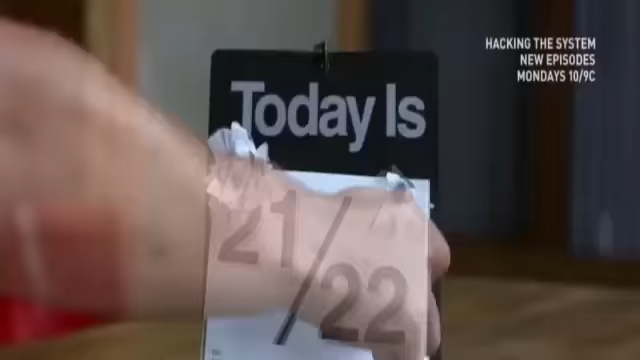 HACKING THE SYSTEM
NEW EPISODES
MONDAYS 10/9C
Today Is
21/22